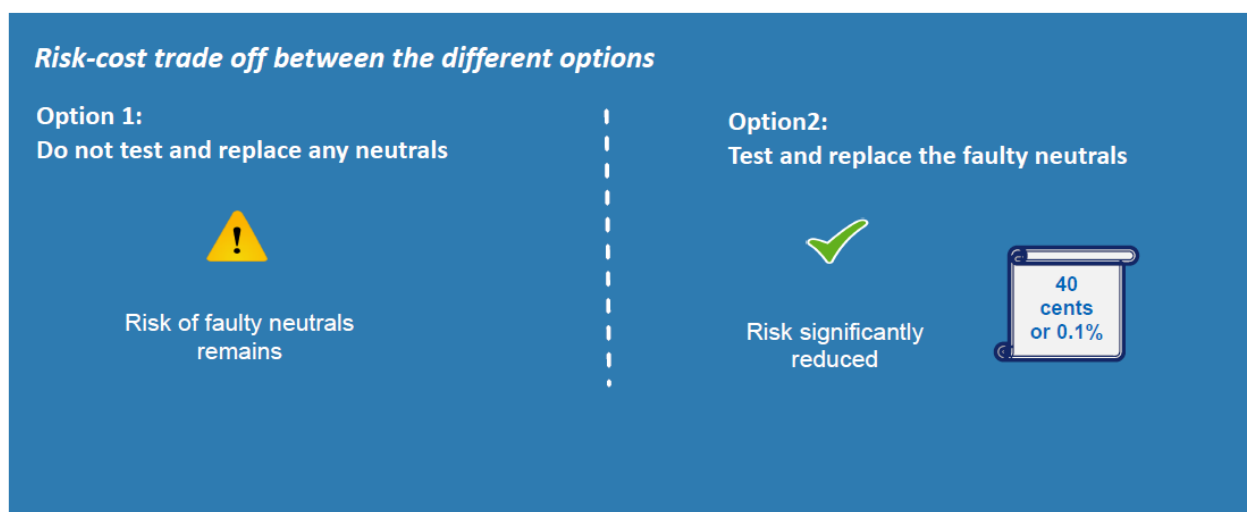 Risk-cost trade off between the different options
Option 1:
Do not test and replace any neutrals
Risk of faulty neutrals
remains
Option2:
Test and replace the faulty neutrals
Risk significantly
reduced
40
cents
or 0.1%